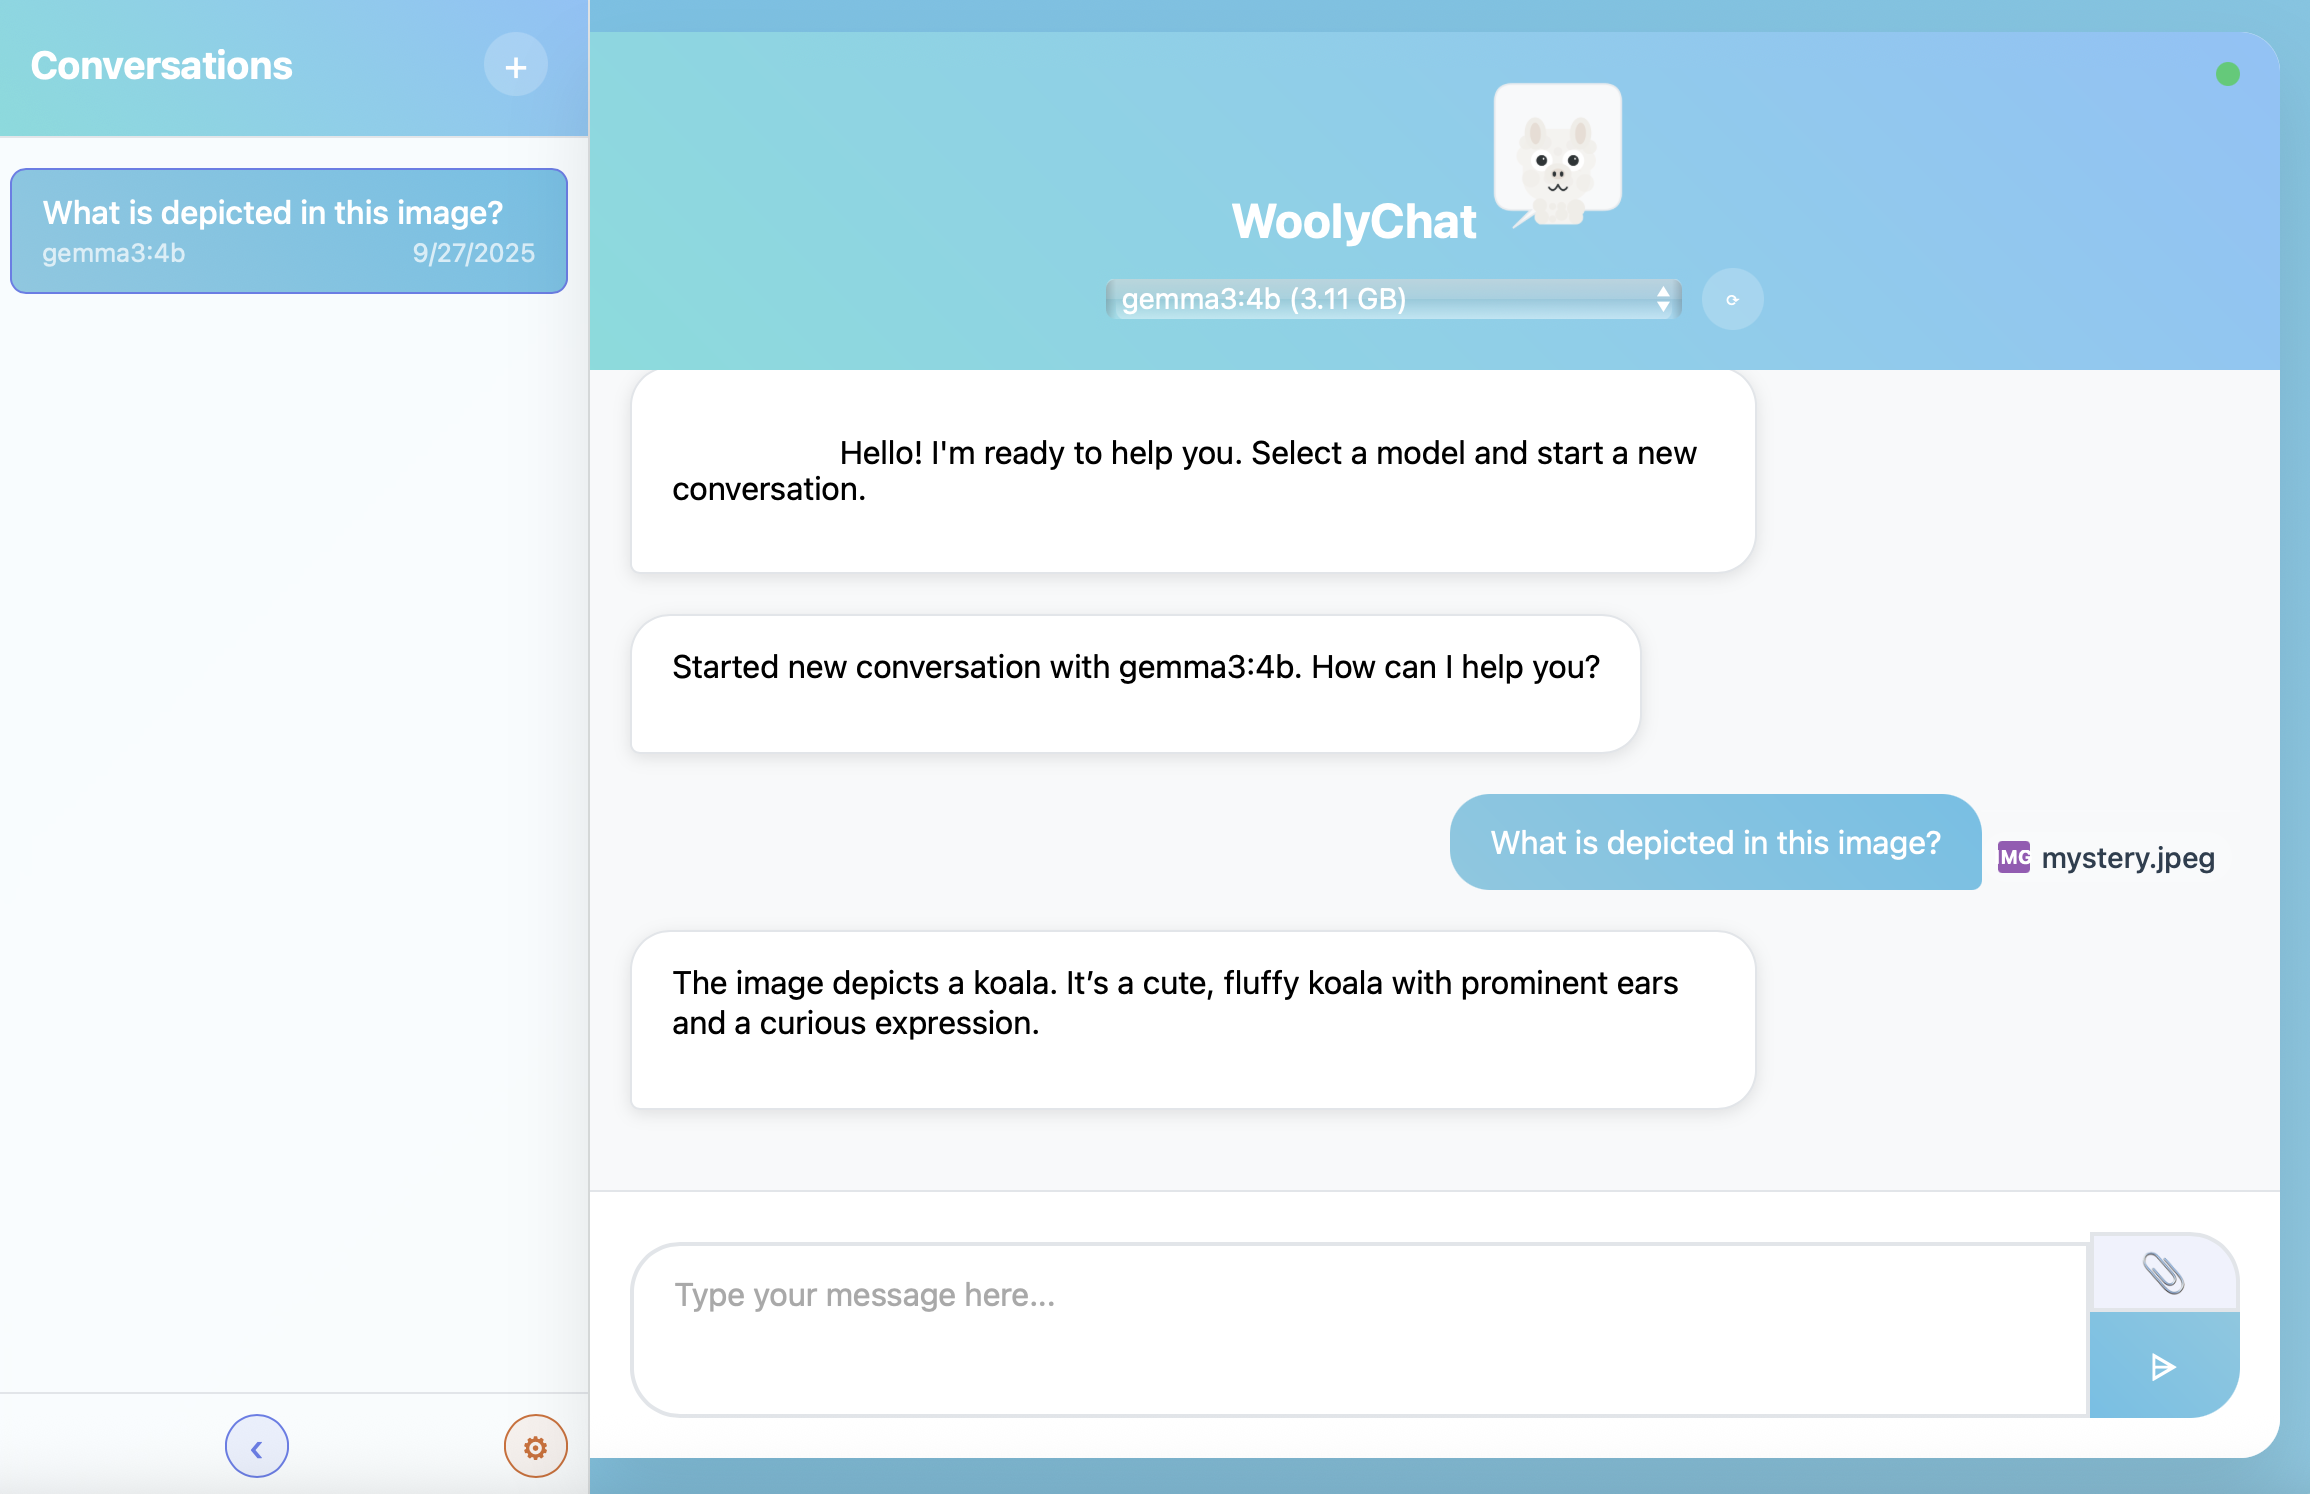 Conversations
+
What is depicted in this image?
gemma3:4b 9/27/2025
WoolyChat
gemma3:4b (3.11 GB)
Hello! I'm ready to help you. Select a model and start a new
conversation.
Started new conversation with gemma3:4b. How can I help you?
What is depicted in this image?
IMG mystery.jpeg
The image depicts a koala. It’s a cute, fluffy koala with prominent ears
and a curious expression.
Type your message here...